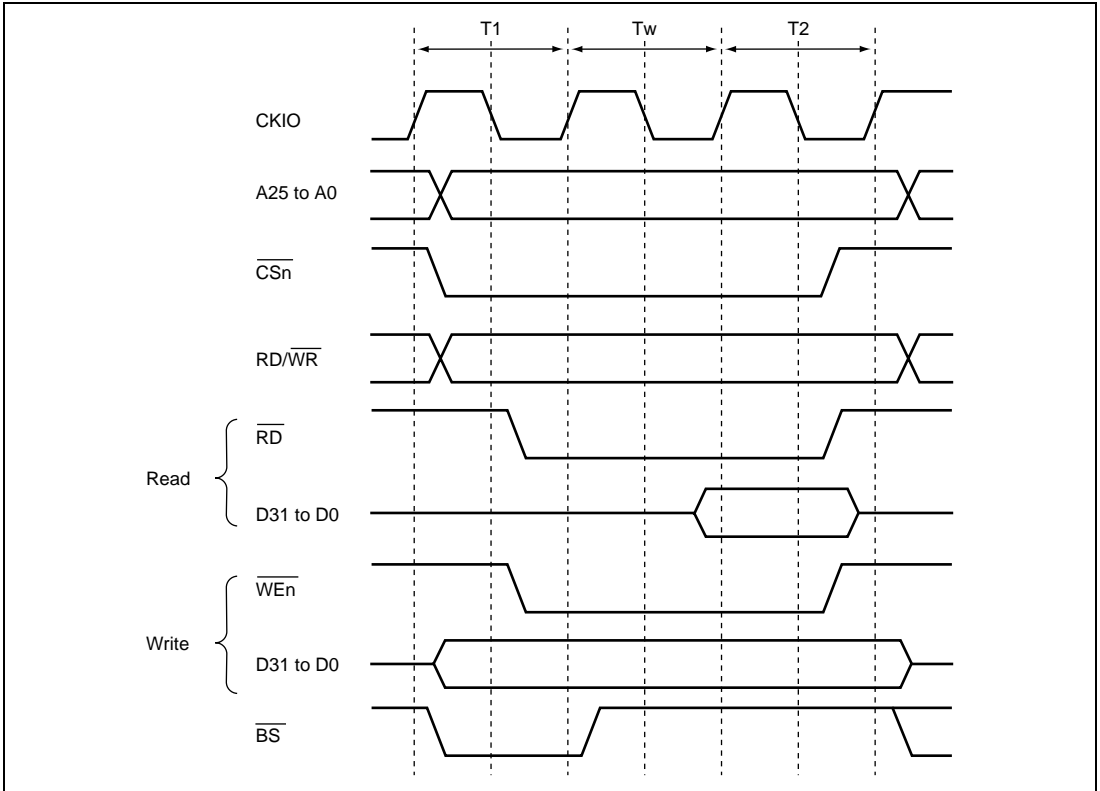 T1 Tw T2
CKIO
A25 to A0
CSn
RD/WR
RD
Read
D31 to D0
WEn
Write
D31 to D0
BS